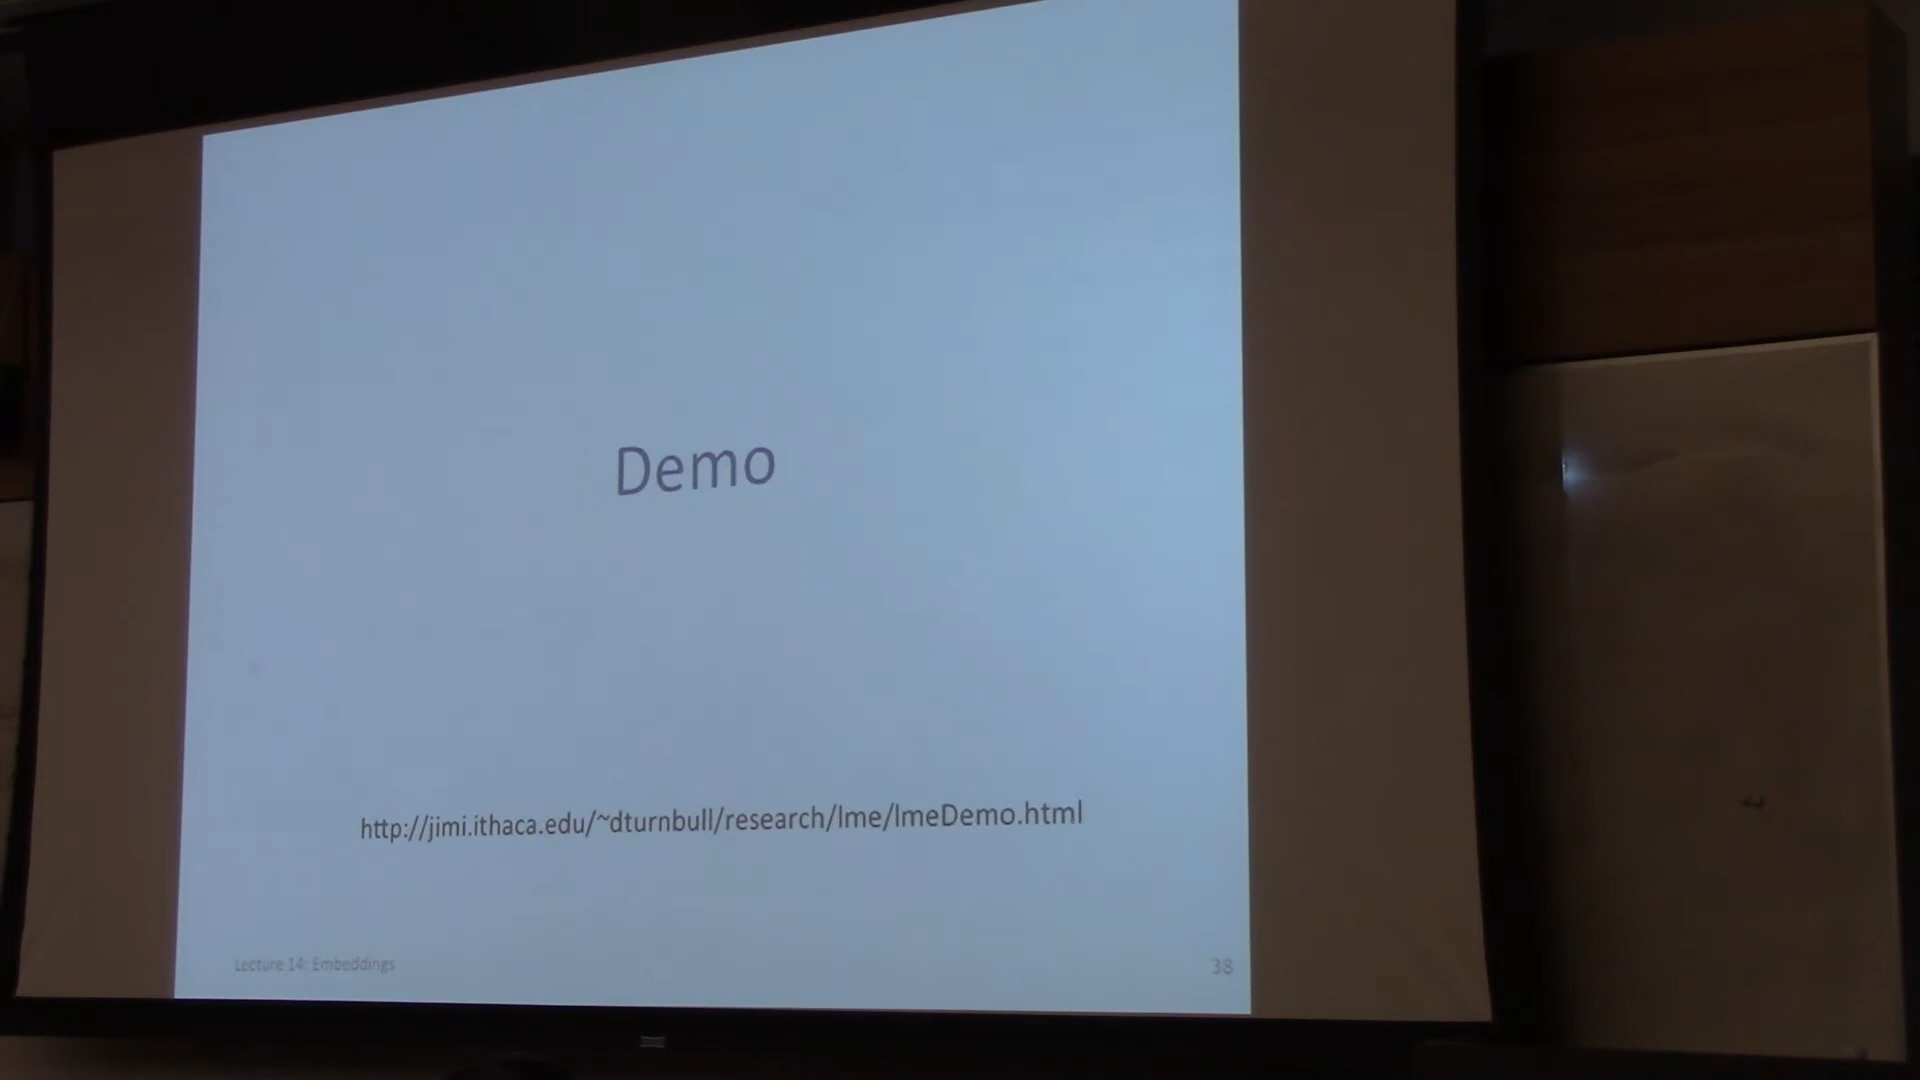 Demo
http://jimi.ithaca.edu/~dturnbull/research/lme/lmeDemo.html
Lecture 14: Embeddings
38